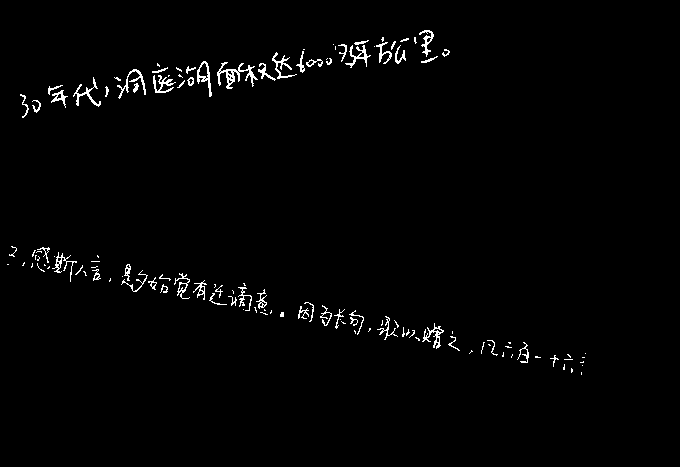 30年代，洞庭湖面积达6000多平方公里。
，感斯人言，是夕始觉有迁谪意。因为长句，歌以赠之，凡六百一十六